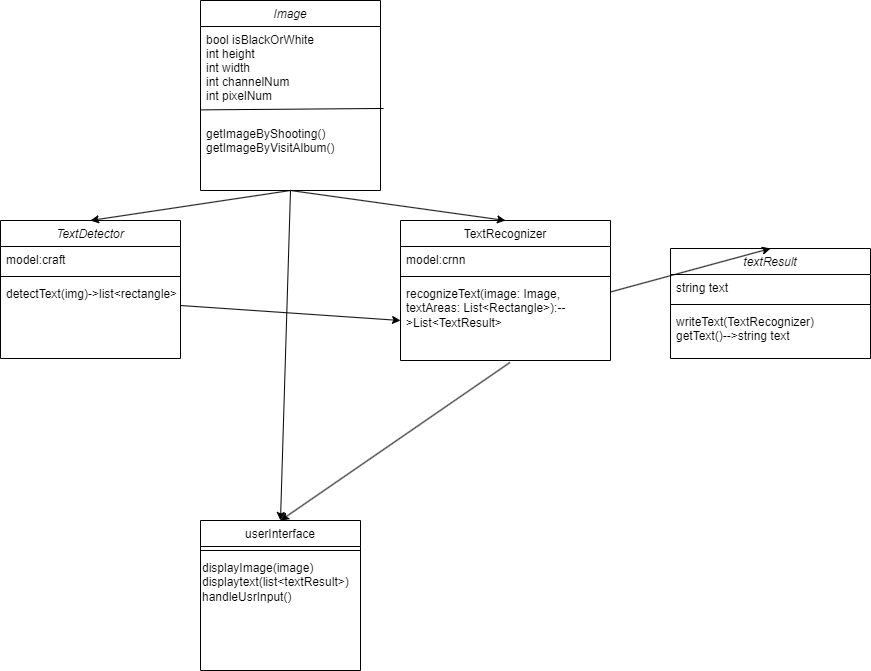 Image
bool isBlackOrWhite
int height
int width
int channelNum
int pixelNum
getImageByShooting()
getImageByVisitAlbum()
TextDetector
model:craft
detectText(img)->list<rectangle>
TextRecognizer
model:crnn
recognizeText(image: Image,
textAreas: List<Rectangle>):--
>List<TextResult>
textResult
string text
writeText(TextRecognizer)
getText()-->string text
userInterface
displayImage(image)
displaytext(list<textResult>)
handleUsrInput()